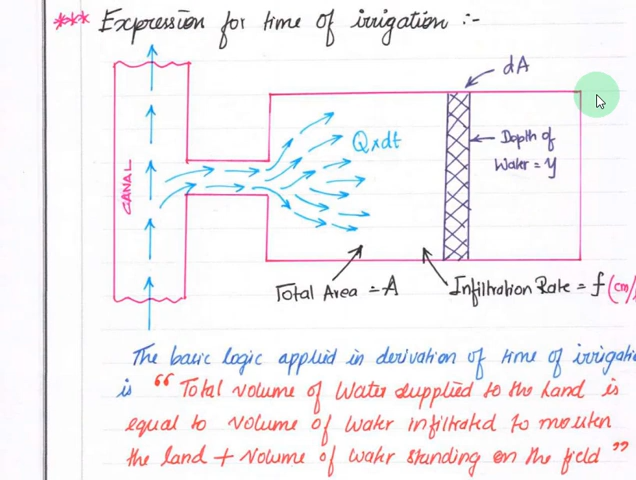 *** Expression for time of irrigation :-
dA
Q×dt
Depth of
Water = y
CANAL
Total Area = A
Infiltration Rate = f (cm/
The basic logic applied in derivation of time of irrigati
is “ Total volume of Water supplied to the Land is
equal to volume of water infiltrated to moisten
the land + volume of water standing on the field ”